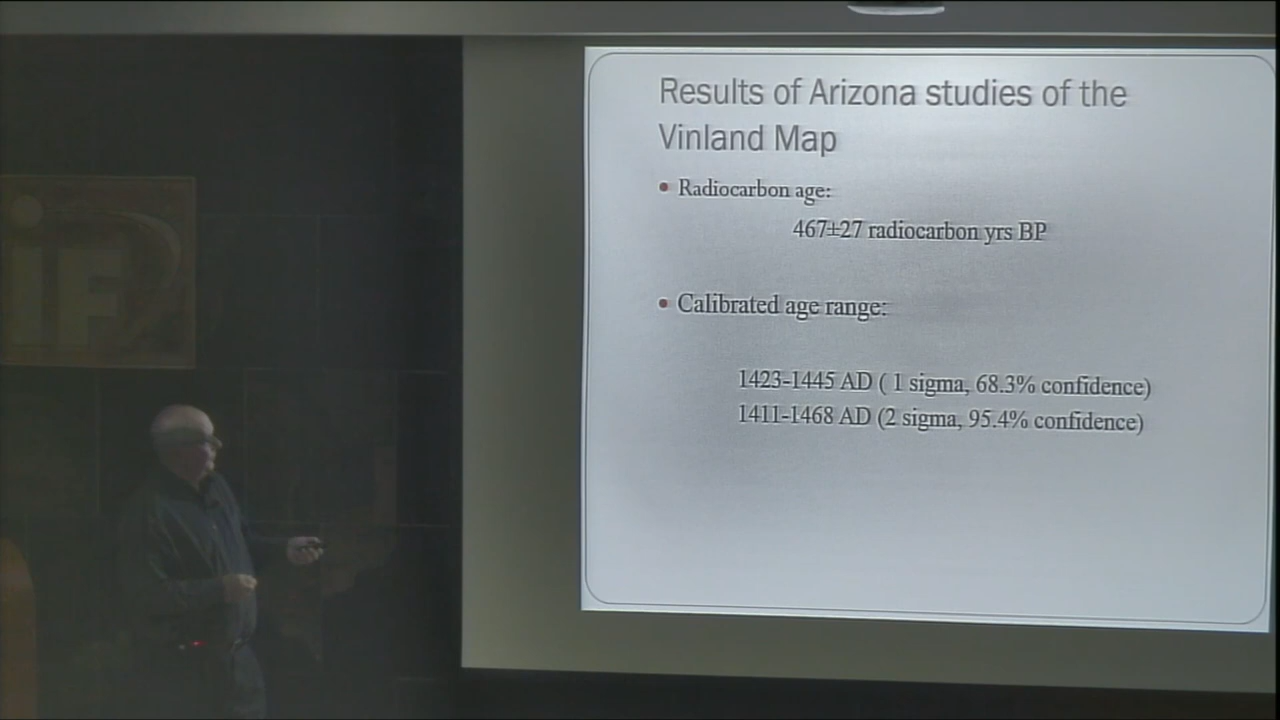 iF
Results of Arizona studies of the
Vinland Map
• Radiocarbon age:
467±27 radiocarbon yrs BP
• Calibrated age range:
1423-1445 AD ( 1 sigma, 68.3% confidence)
1411-1468 AD (2 sigma, 95.4% confidence)